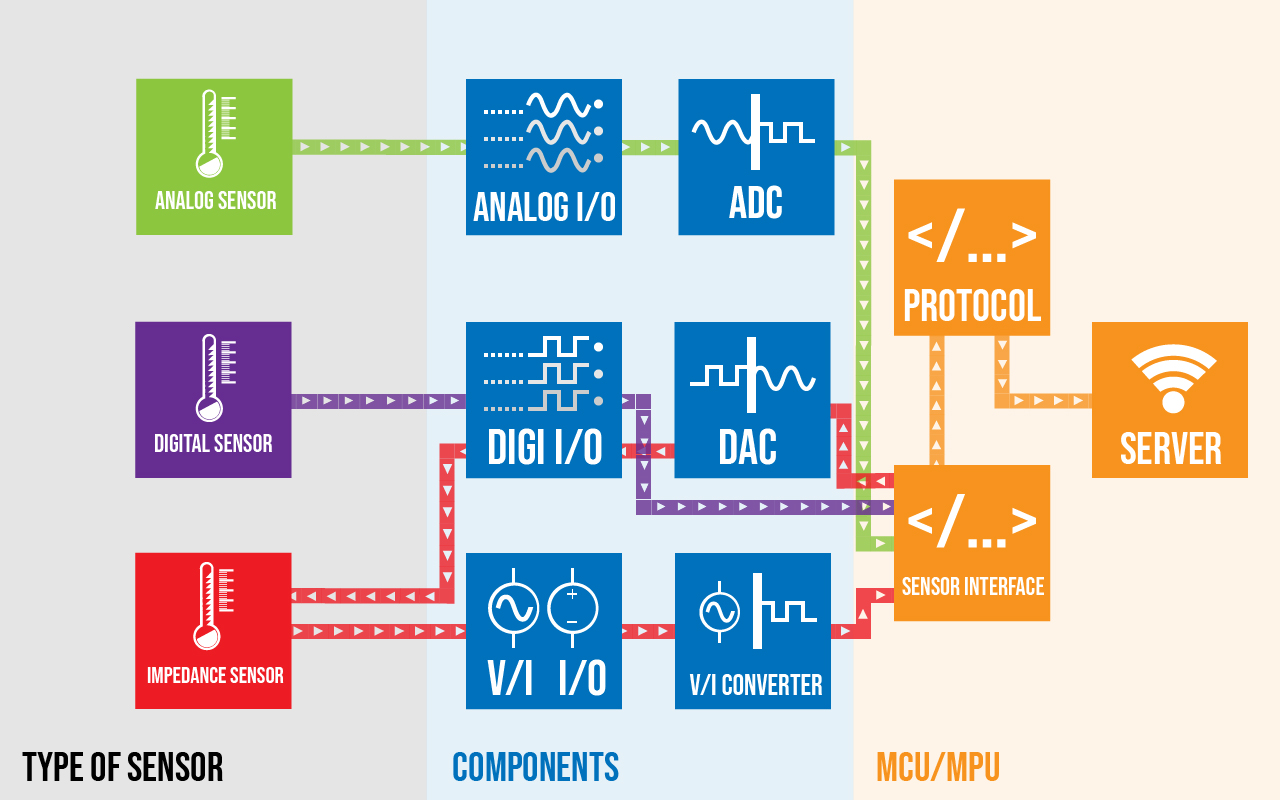 ANALOG SENSOR
ANALOG I/O
ADC
</...>
PROTOCOL
DIGITAL SENSOR
DIGI I/O
DAC
SERVER
</...>
SENSOR INTERFACE
IMPEDANCE SENSOR
V/I I/O
V/I CONVERTER
TYPE OF SENSOR
COMPONENTS
MCU/MPU